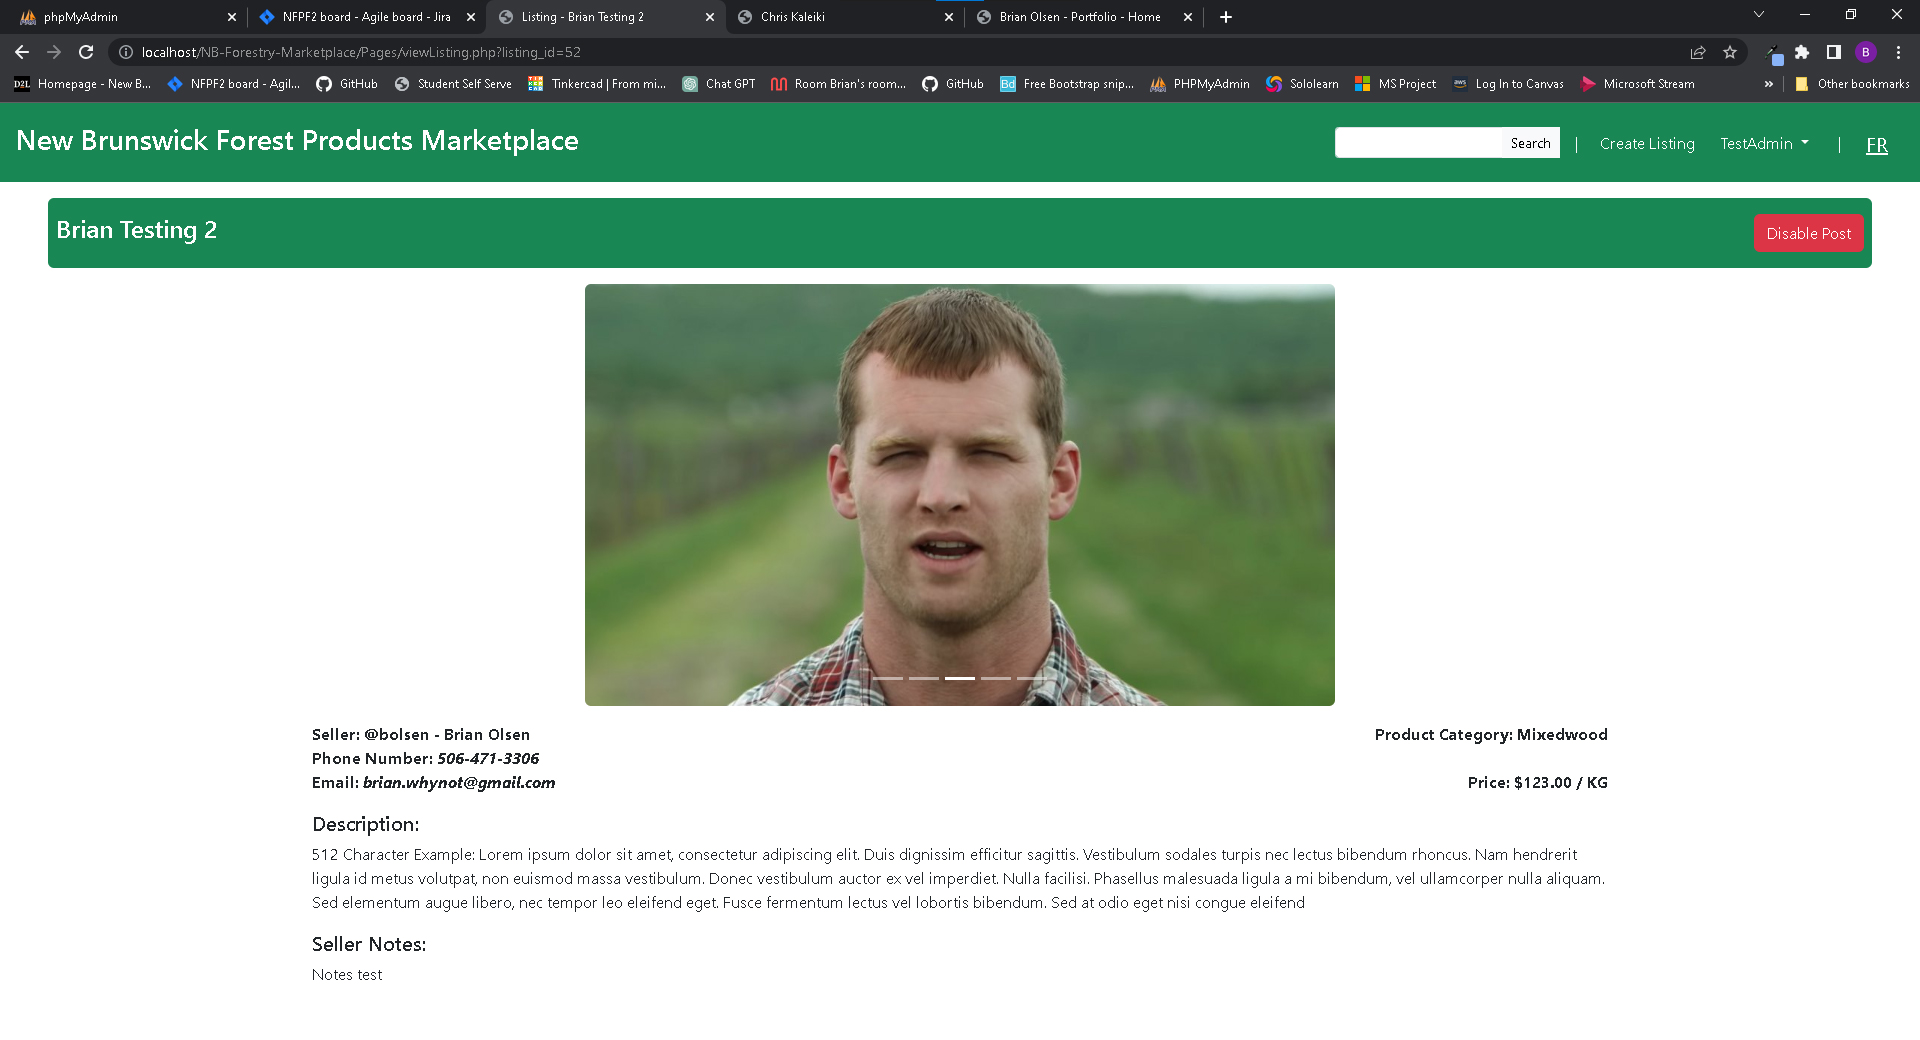 phpMyAdmin
NFPF2 board - Agile board - Jira
Listing - Brian Testing 2
Chris Kaleiki
Brian Olsen - Portfolio - Home
localhost/NB-Forestry-Marketplace/Pages/viewListing.php?listing_id=52
B
D2L Homepage - New B...
NFPF2 board - Agil...
GitHub
Student Self Serve
Tinkercad | From mi...
Chat GPT
Room Brian's room...
GitHub
Bd Free Bootstrap snip...
PHPMyAdmin
Sololearn
MS Project
aws Log In to Canvas
Microsoft Stream
»
Other bookmarks
New Brunswick Forest Products Marketplace
Search
|
Create Listing
TestAdmin
|
FR
Brian Testing 2
Disable Post
Seller: @bolsen - Brian Olsen
Product Category: Mixedwood
Phone Number: 506-471-3306
Email: brian.whynot@gmail.com
Price: $123.00 / KG
Description:
512 Character Example: Lorem ipsum dolor sit amet, consectetur adipiscing elit. Duis dignissim efficitur sagittis. Vestibulum sodales turpis nec lectus bibendum rhoncus. Nam hendrerit
ligula id metus volutpat, non euismod massa vestibulum. Donec vestibulum auctor ex vel imperdiet. Nulla facilisi. Phasellus malesuada ligula a mi bibendum, vel ullamcorper nulla aliquam.
Sed elementum augue libero, nec tempor leo eleifend eget. Fusce fermentum lectus vel lobortis bibendum. Sed at odio eget nisi congue eleifend
Seller Notes:
Notes test